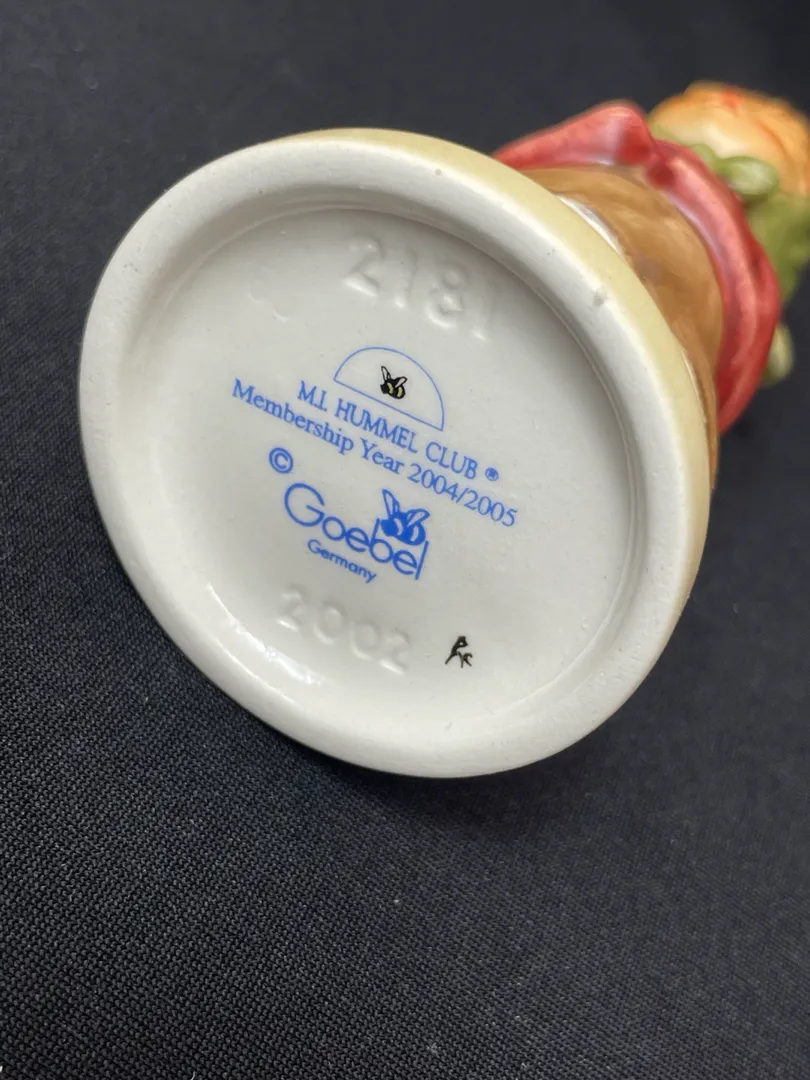 2181
M.I. HUMMEL CLUB ®
Membership Year 2004/2005
©
Goebel
Germany
2002